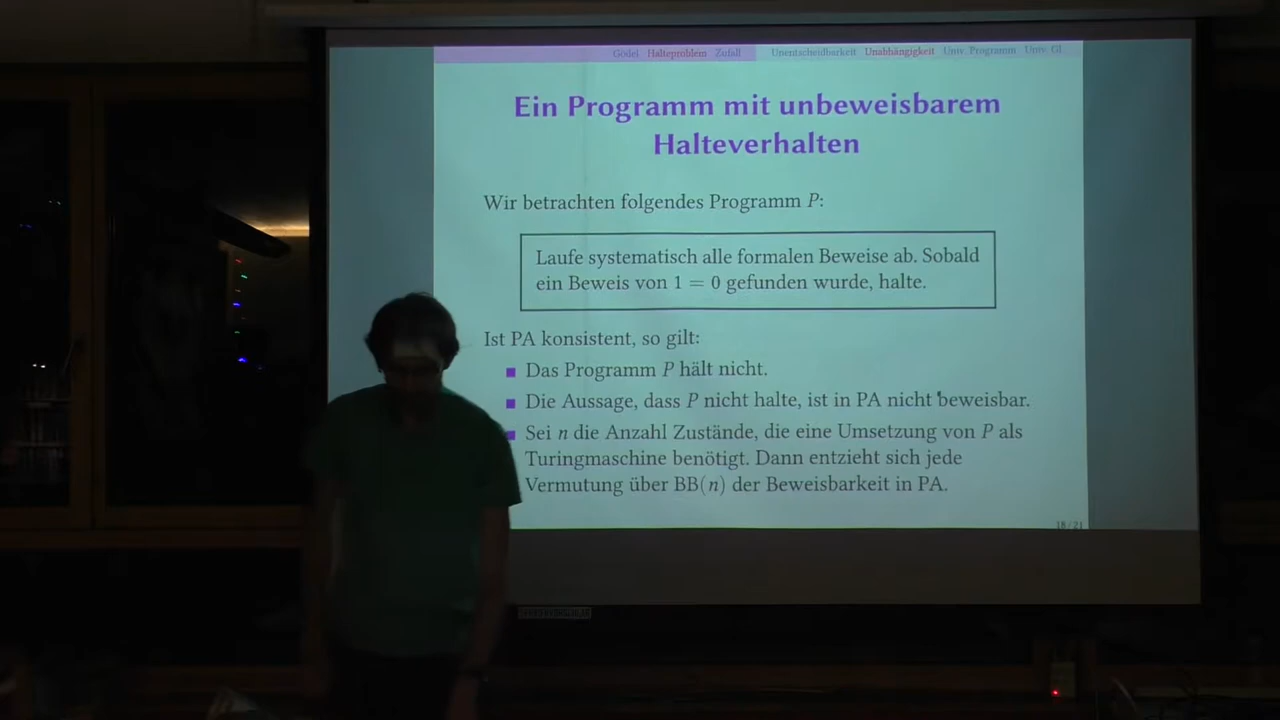 Gödel Halteproblem Zufall Unentscheidbarkeit Unabhängigkeit Univ. Programm Univ. Gl.
Ein Programm mit unbeweisbarem
Halteverhalten
Wir betrachten folgendes Programm P:
Laufe systematisch alle formalen Beweise ab. Sobald
ein Beweis von 1 = 0 gefunden wurde, halte.
Ist PA konsistent, so gilt:
Das Programm P hält nicht.
Die Aussage, dass P nicht halte, ist in PA nicht beweisbar.
Sei n die Anzahl Zustände, die eine Umsetzung von P als
Turingmaschine benötigt. Dann entzieht sich jede
Vermutung über BB(n) der Beweisbarkeit in PA.
18 / 21